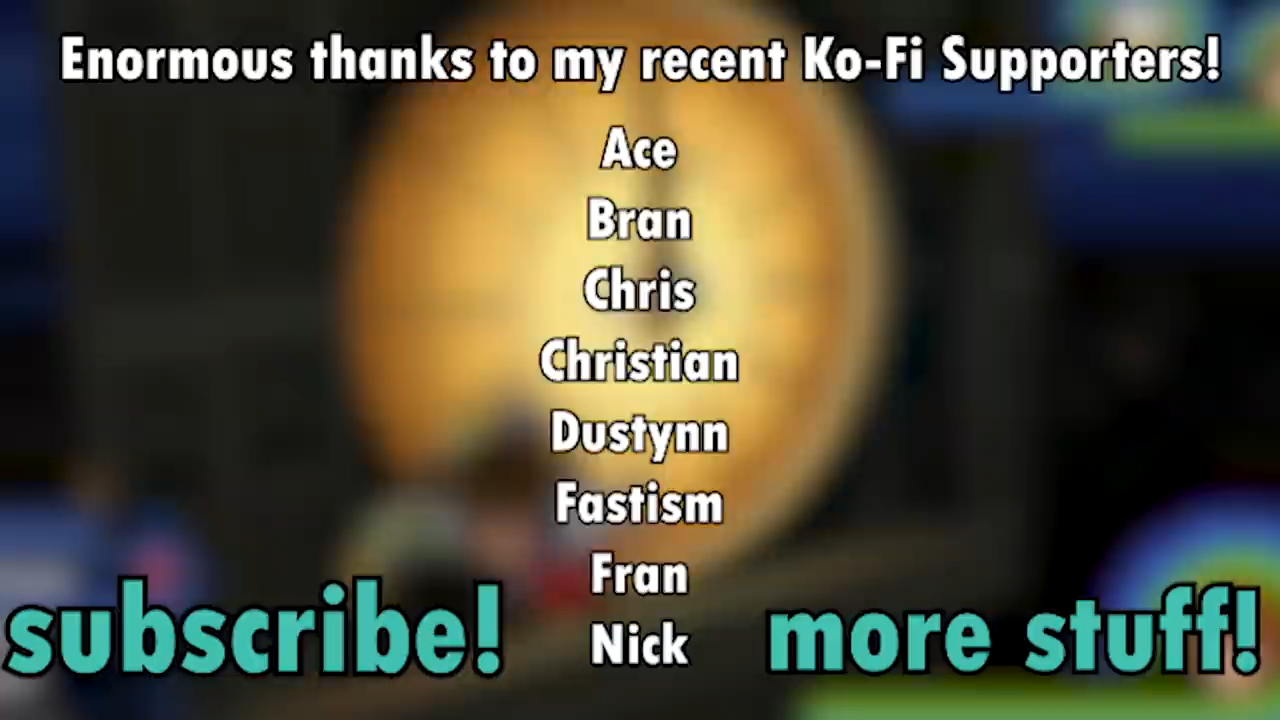 Enormous thanks to my recent Ko-Fi Supporters!
Ace
Bran
Chris
Christian
Dustynn
Fastism
Fran
Nick
subscribe!
more stuff!